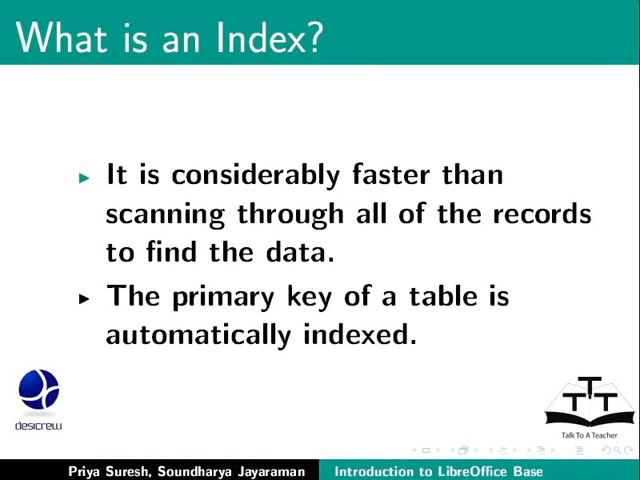 What is an Index?
It is considerably faster than
scanning through all of the records
to find the data.
The primary key of a table is
automatically indexed.
desicrew
T T T
Talk To A Teacher
Priya Suresh, Soundharya Jayaraman Introduction to LibreOffice Base